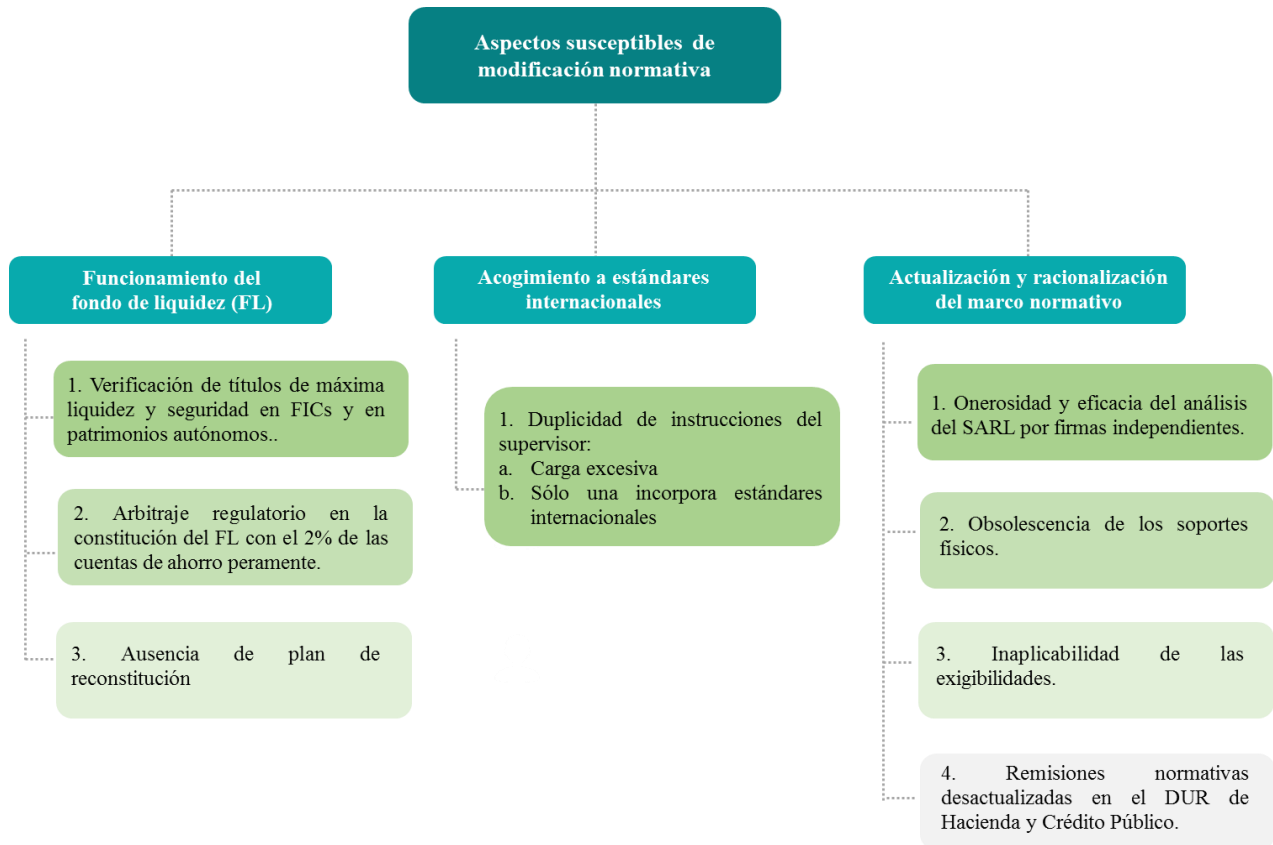 Aspectos susceptibles de
modificación normativa
Funcionamiento del
fondo de liquidez (FL)
1. Verificación de títulos de máxima
liquidez y seguridad en FICs y en
patrimonios autónomos..
2. Arbitraje regulatorio en la
constitución del FL con el 2% de las
cuentas de ahorro peramente.
3. Ausencia de plan de
reconstitución
Acogimiento a estándares
internacionales
1. Duplicidad de instrucciones del
supervisor:
a. Carga excesiva
b. Sólo una incorpora estándares
internacionales
Actualización y racionalización
del marco normativo
1. Onerosidad y eficacia del análisis
del SARL por firmas independientes.
2. Obsolescencia de los soportes
físicos.
3. Inaplicabilidad de las
exigibilidades.
4. Remisiones normativas
desactualizadas en el DUR de
Hacienda y Crédito Público.